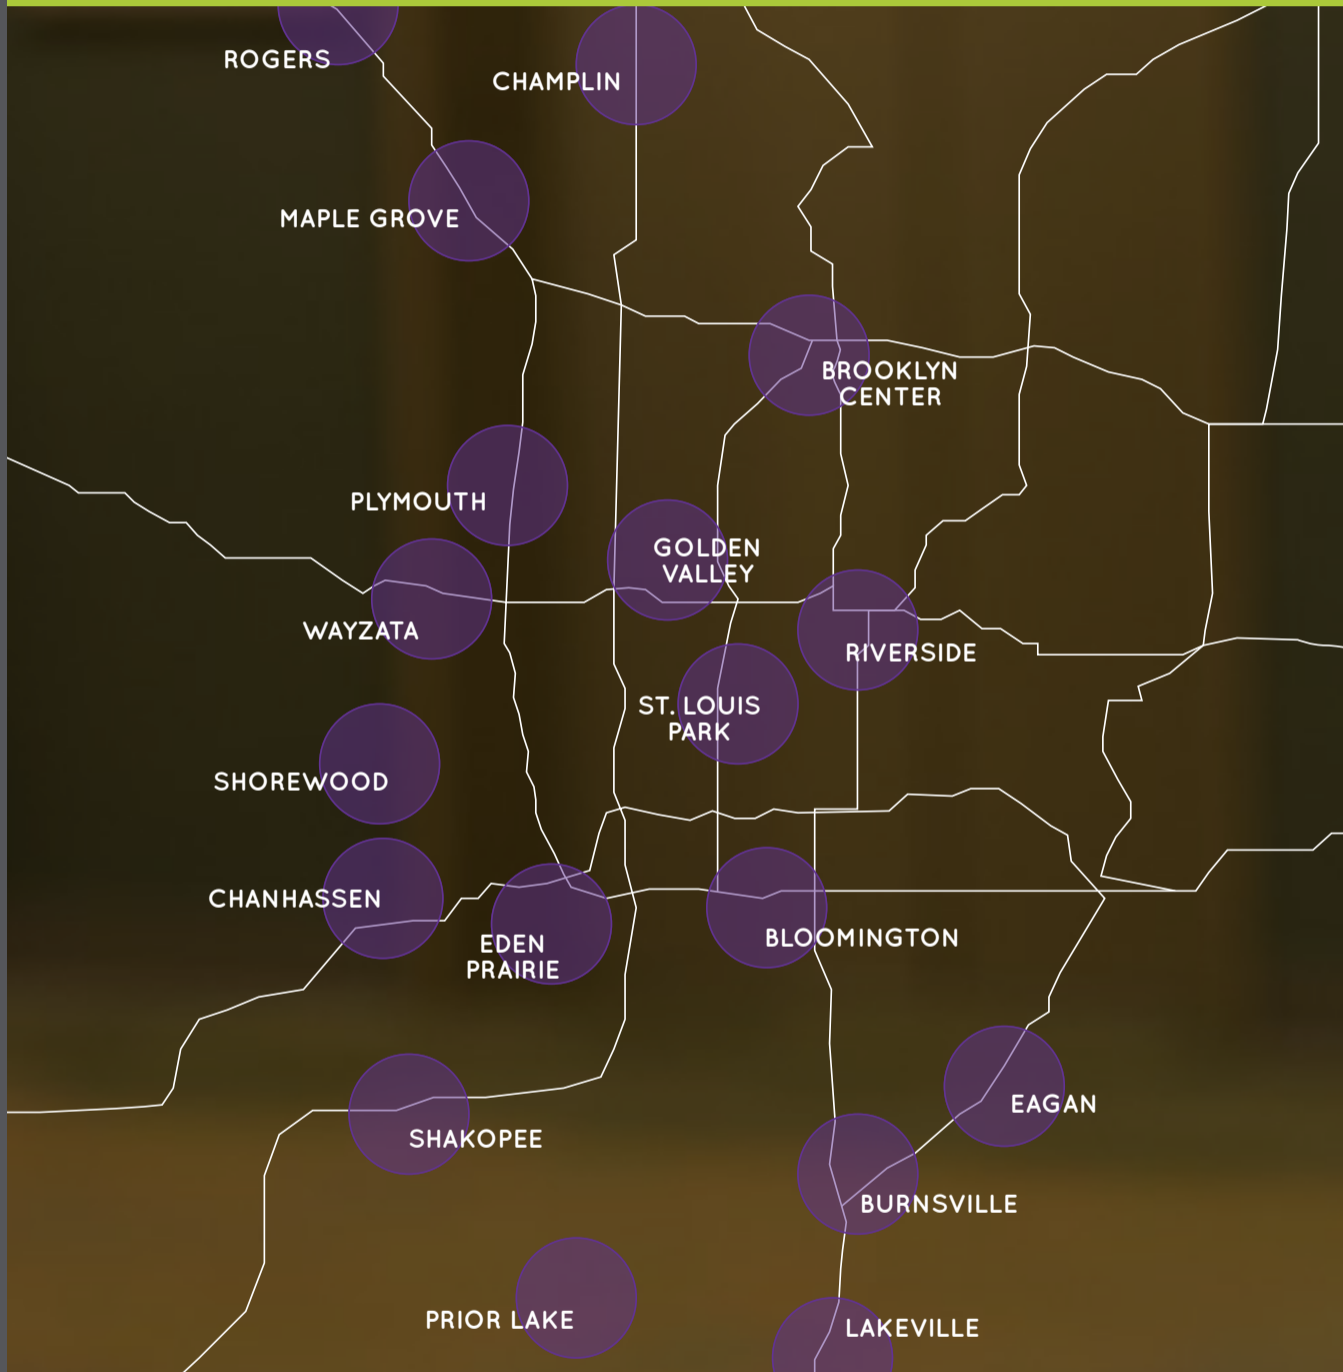 ROGERS
CHAMPLIN
MAPLE GROVE
BROOKLYN
CENTER
PLYMOUTH
GOLDEN
VALLEY
WAYZATA
RIVERSIDE
ST. LOUIS
PARK
SHOREWOOD
CHANHASSEN
EDEN
PRAIRIE
BLOOMINGTON
EAGAN
SHAKOPEE
BURNSVILLE
PRIOR LAKE
LAKEVILLE